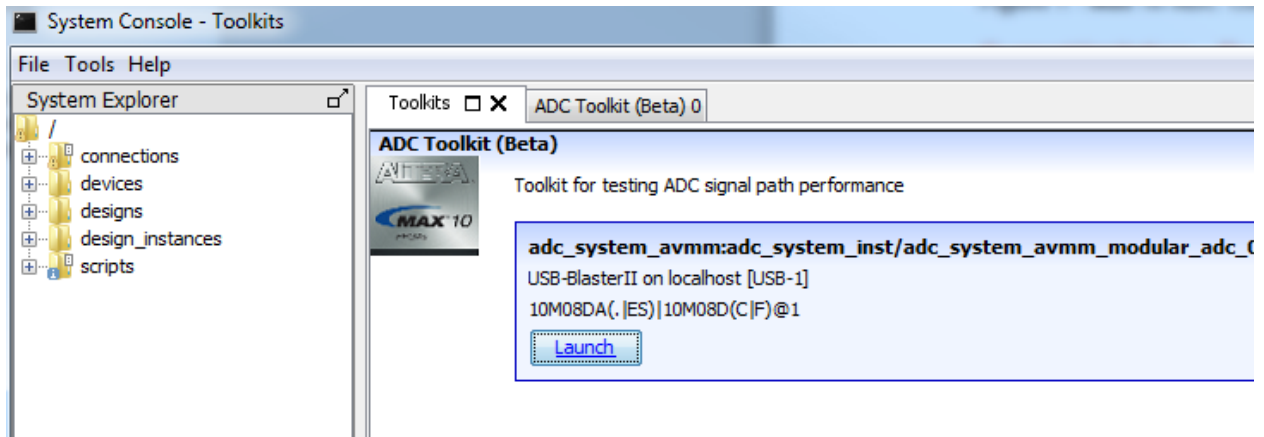 System Console - Toolkits
File Tools Help
System Explorer
Toolkits
ADC Toolkit (Beta) 0
/
connections
devices
designs
design_instances
scripts
ADC Toolkit (Beta)
ALTERA
MAX 10
Toolkit for testing ADC signal path performance
adc_system_avmm:adc_system_inst/adc_system_avmm_modular_adc_0
USB-BlasterII on localhost [USB-1]
10M08DA(.|ES)|10M08D(C|F)@1
Launch